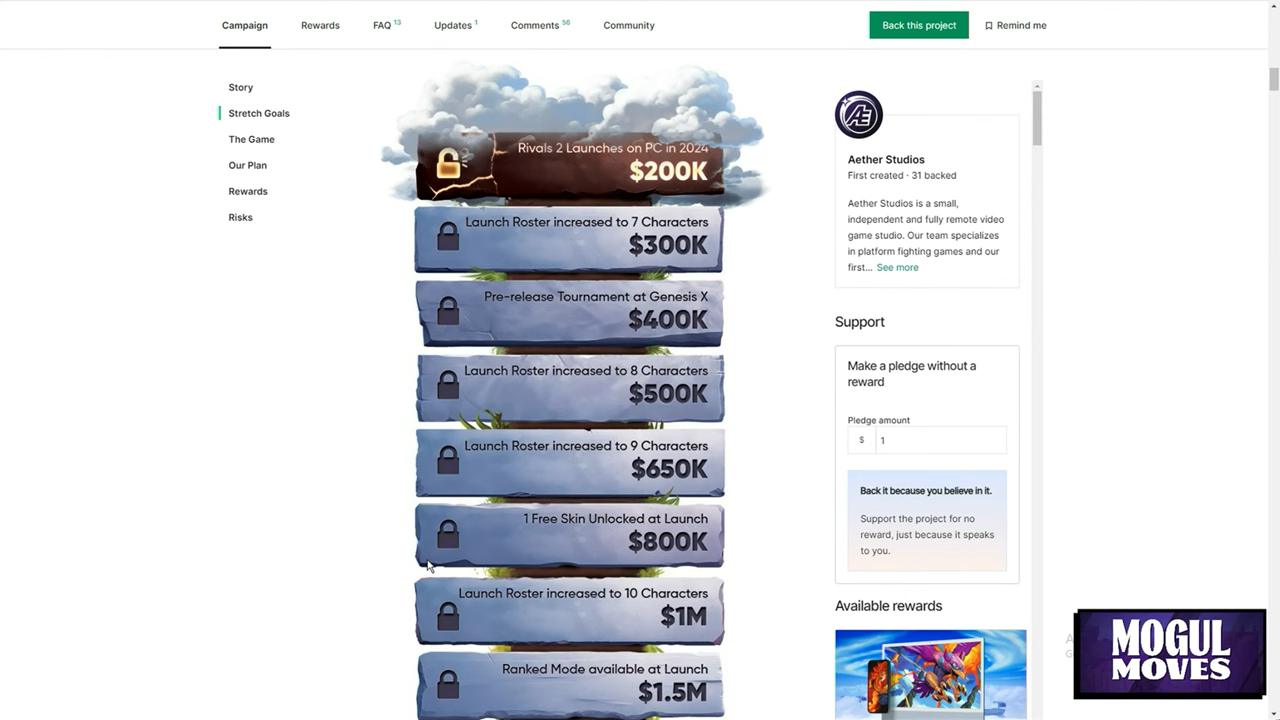 Campaign
Rewards
FAQ 13
Updates 1
Comments 56
Community
Back this project
Remind me
Story
Stretch Goals
The Game
Our Plan
Rewards
Risks
Rivals 2 Launches on PC in 2024
$200K
Launch Roster increased to 7 Characters
$300K
Pre-release Tournament at Genesis X
$400K
Launch Roster increased to 8 Characters
$500K
Launch Roster increased to 9 Characters
$650K
1 Free Skin Unlocked at Launch
$800K
Launch Roster increased to 10 Characters
$1M
Ranked Mode available at Launch
$1.5M
Æ
Aether Studios
First created · 31 backed
Aether Studios is a small,
independent and fully remote video
game studio. Our team specializes
in platform fighting games and our
first... See more
Support
Make a pledge without a
reward
Pledge amount
$ 1
Back it because you believe in it.
Support the project for no
reward, just because it speaks
to you.
Available rewards
MOGUL
MOVES